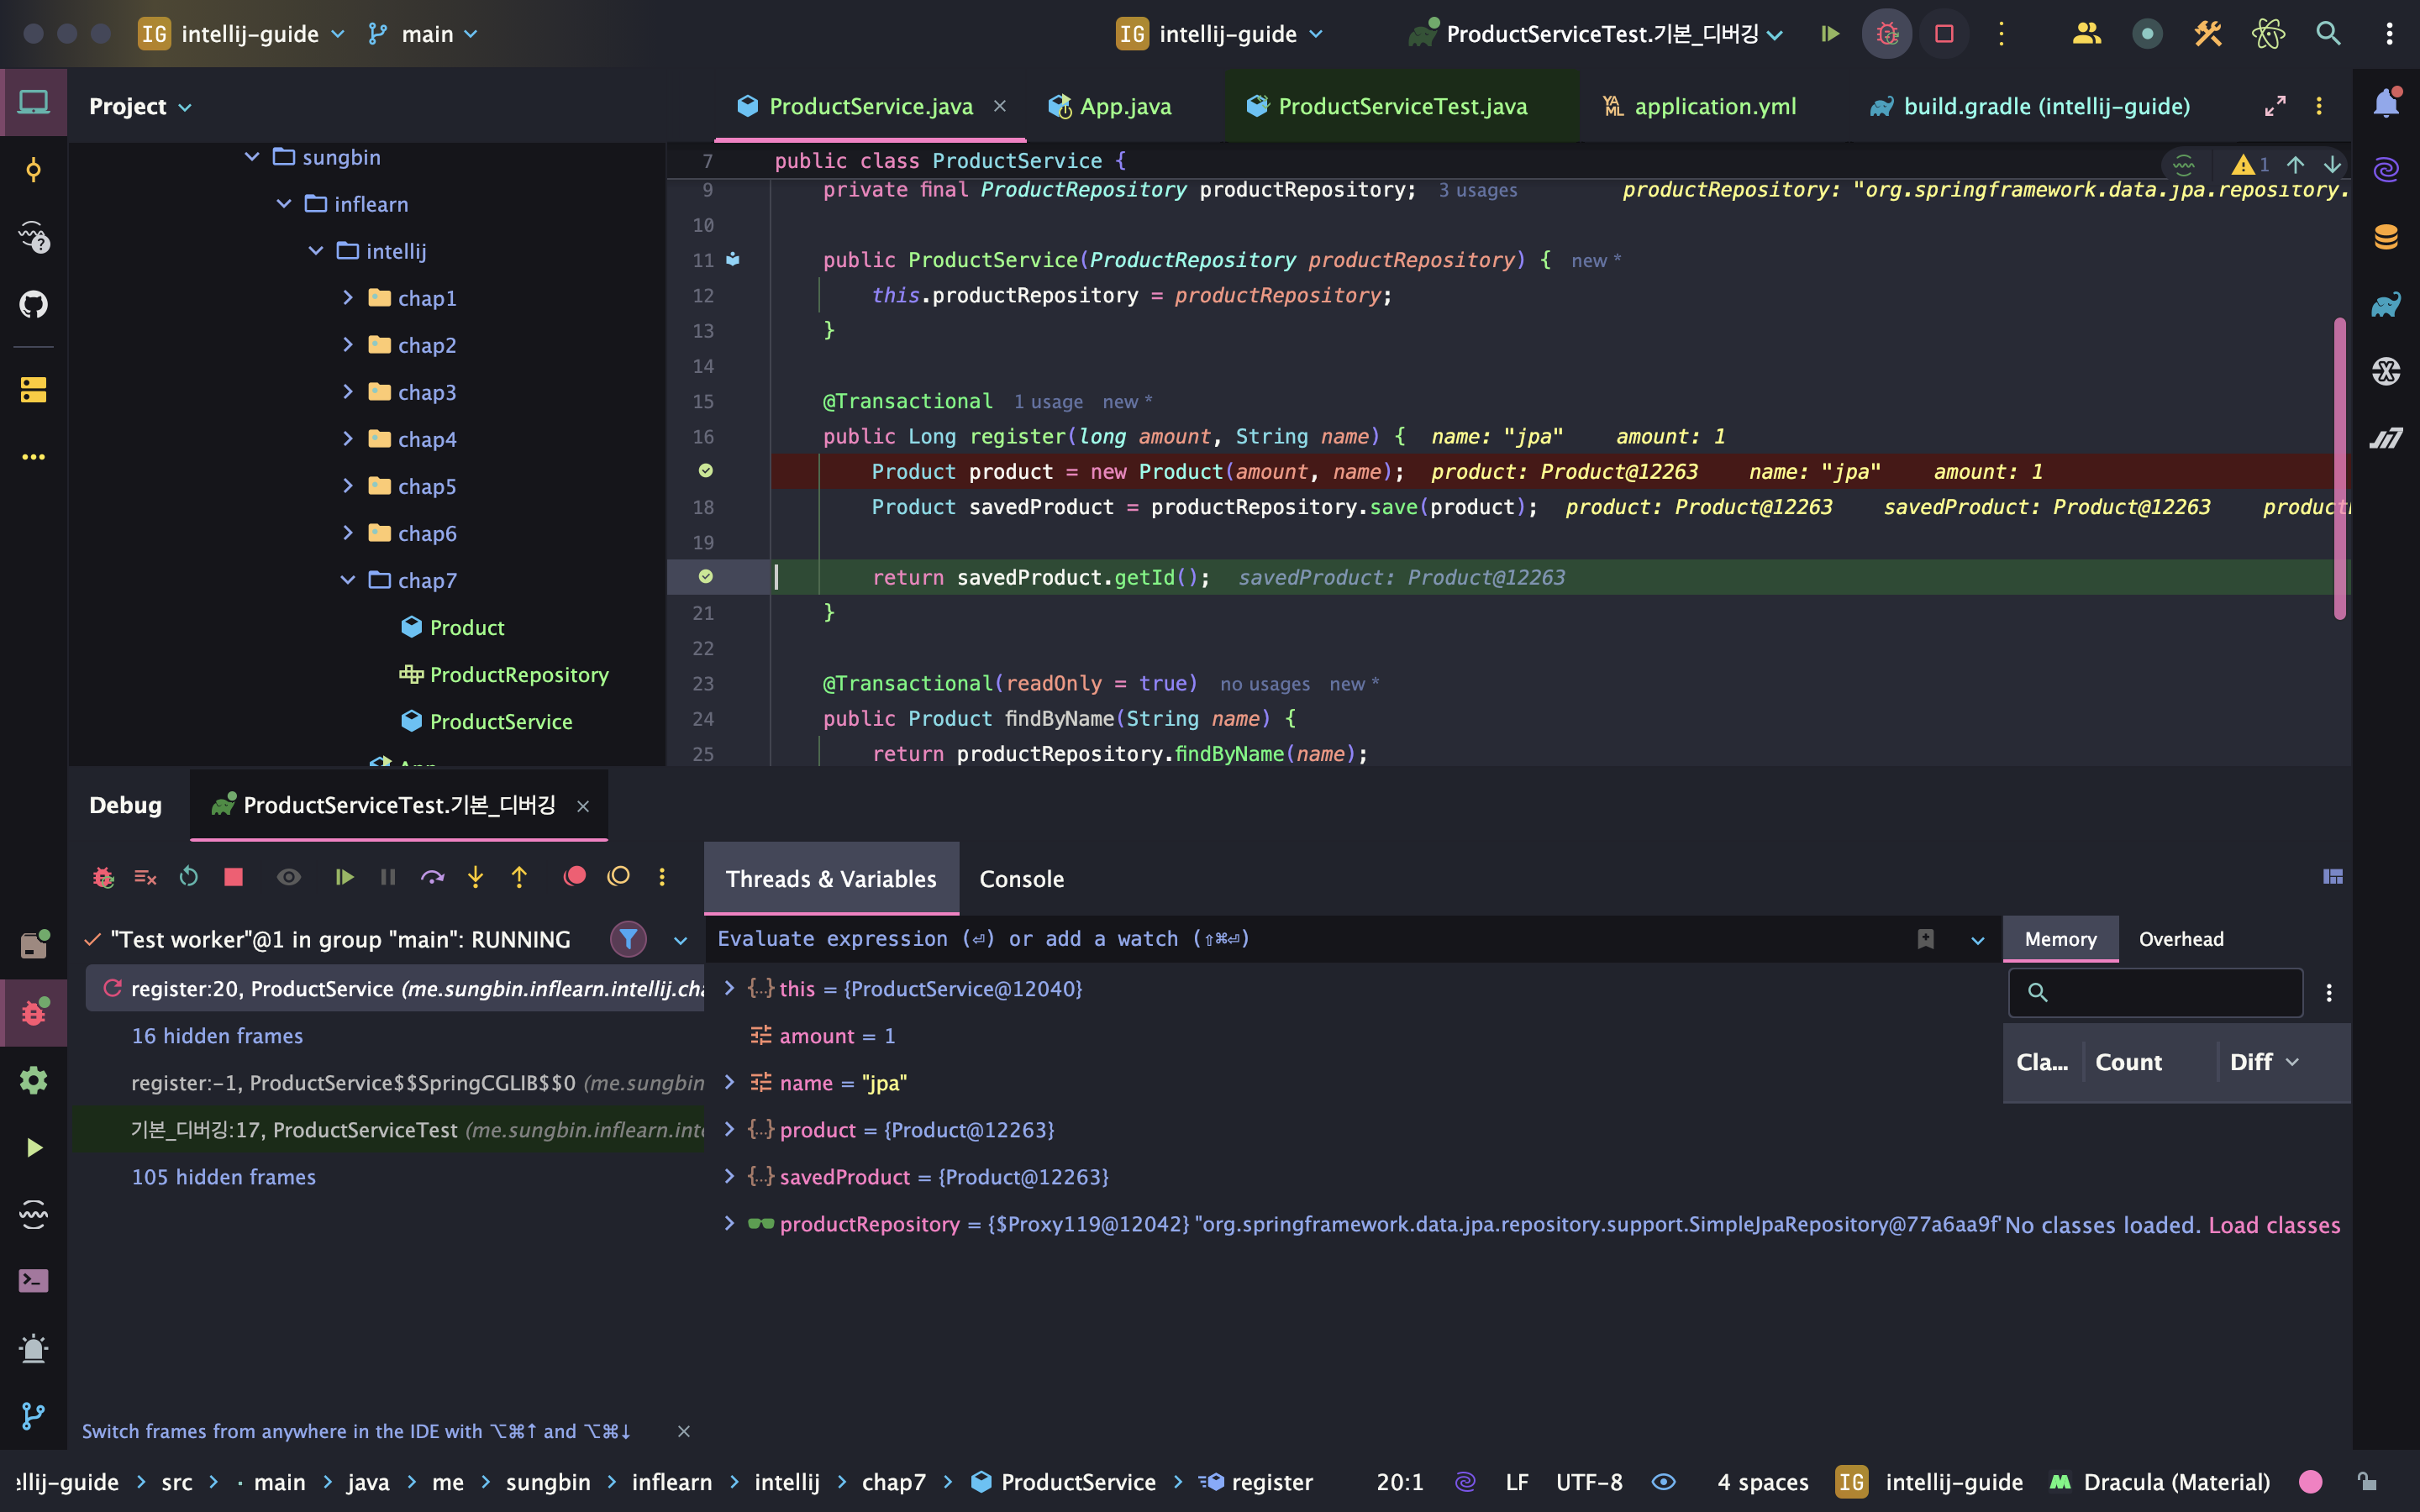 IG intellij-guide main
IG intellij-guide
ProductServiceTest.기본_디버깅
Project
ProductService.java
App.java
ProductServiceTest.java
application.yml
build.gradle (intellij-guide)
sungbin
inflearn
intellij
chap1
chap2
chap3
chap4
chap5
chap6
chap7
Product
ProductRepository
ProductService
7 public class ProductService {
1
9 private final ProductRepository productRepository; 3 usages productRepository: "org.springframework.data.jpa.repository.
10
11 public ProductService(ProductRepository productRepository) { new *
12 this.productRepository = productRepository;
13 }
14
15 @Transactional 1 usage new *
16 public Long register(long amount, String name) { name: "jpa" amount: 1
Product product = new Product(amount, name); product: Product@12263 name: "jpa" amount: 1
18 Product savedProduct = productRepository.save(product); product: Product@12263 savedProduct: Product@12263 product
19
return savedProduct.getId(); savedProduct: Product@12263
21 }
22
23 @Transactional(readOnly = true) no usages new *
24 public Product findByName(String name) {
25 return productRepository.findByName(name);
Debug
ProductServiceTest.기본_디버깅
Threads & Variables
Console
"Test worker"@1 in group "main": RUNNING
register:20, ProductService (me.sungbin.inflearn.intellij.cha
16 hidden frames
register:-1, ProductService$$SpringCGLIB$$0 (me.sungbin
기본_디버깅:17, ProductServiceTest (me.sungbin.inflearn.inte
105 hidden frames
Evaluate expression (⏎) or add a watch (⇧⌘⏎)
this = {ProductService@12040}
amount = 1
name = "jpa"
product = {Product@12263}
savedProduct = {Product@12263}
productRepository = {$Proxy119@12042} "org.springframework.data.jpa.repository.support.SimpleJpaRepository@77a6aa9f"
Memory
Overhead
Cla... Count Diff
No classes loaded. Load classes
Switch frames from anywhere in the IDE with ⌥⌘↑ and ⌥⌘↓
ellij-guide > src > main > java > me > sungbin > inflearn > intellij > chap7 > ProductService > register
20:1 LF UTF-8 4 spaces IG intellij-guide Dracula (Material)